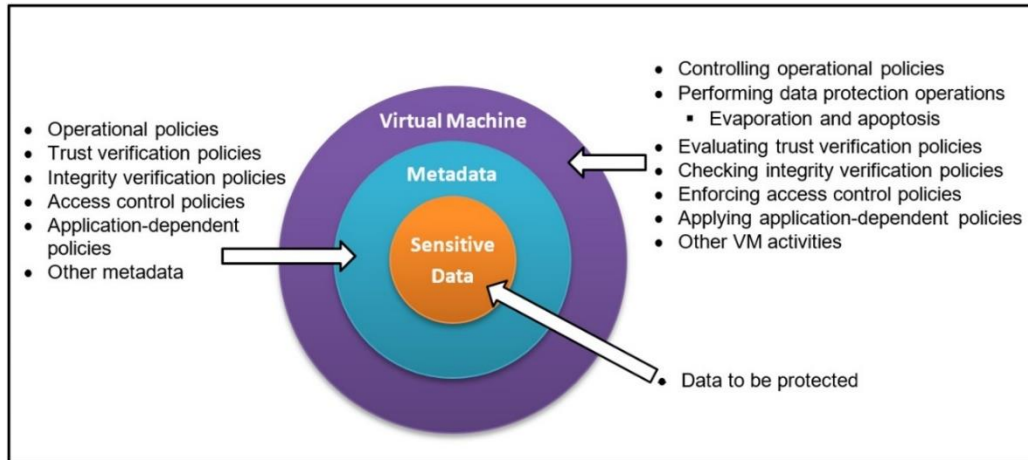 • Operational policies
• Trust verification policies
• Integrity verification policies
• Access control policies
• Application-dependent
policies
• Other metadata
Virtual Machine
Metadata
Sensitive
Data
• Controlling operational policies
• Performing data protection operations
▪ Evaporation and apoptosis
• Evaluating trust verification policies
• Checking integrity verification policies
• Enforcing access control policies
• Applying application-dependent policies
• Other VM activities
• Data to be protected